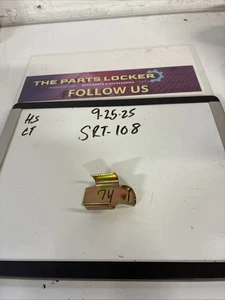 THE PARTS LOCKER
FOLLOW US
HS
9-25-25
CT
SRT-108
74